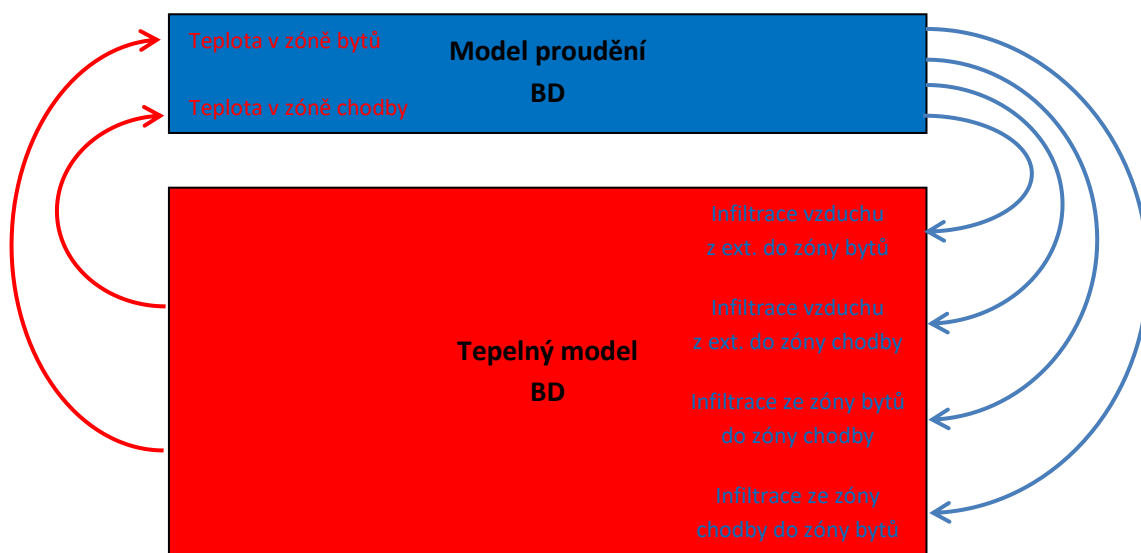 Teplota v zóně bytů
Model proudění
BD
Teplota v zóně chodby
Infiltrace vzduchu
z ext. do zóny bytů
Infiltrace vzduchu
z ext. do zóny chodby
Tepelný model
BD
Infiltrace ze zóny bytů
do zóny chodby
Infiltrace ze zóny
chodby do zóny bytů